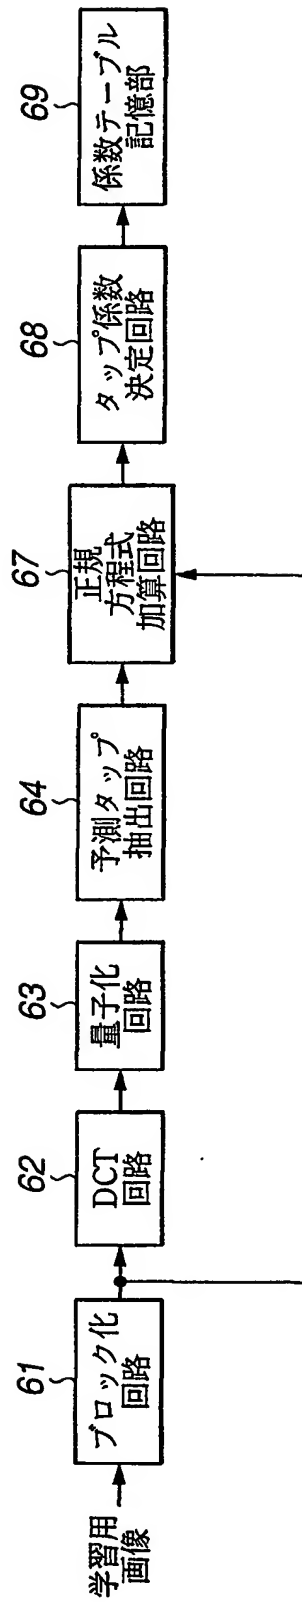 学習用
画像
61
ブロック化
回路
62
DCT
回路
63
量子化
回路
64
予測タップ
抽出回路
67
正規
方程式
加算回路
68
タップ係数
決定回路
69
係数テーブル
記憶部